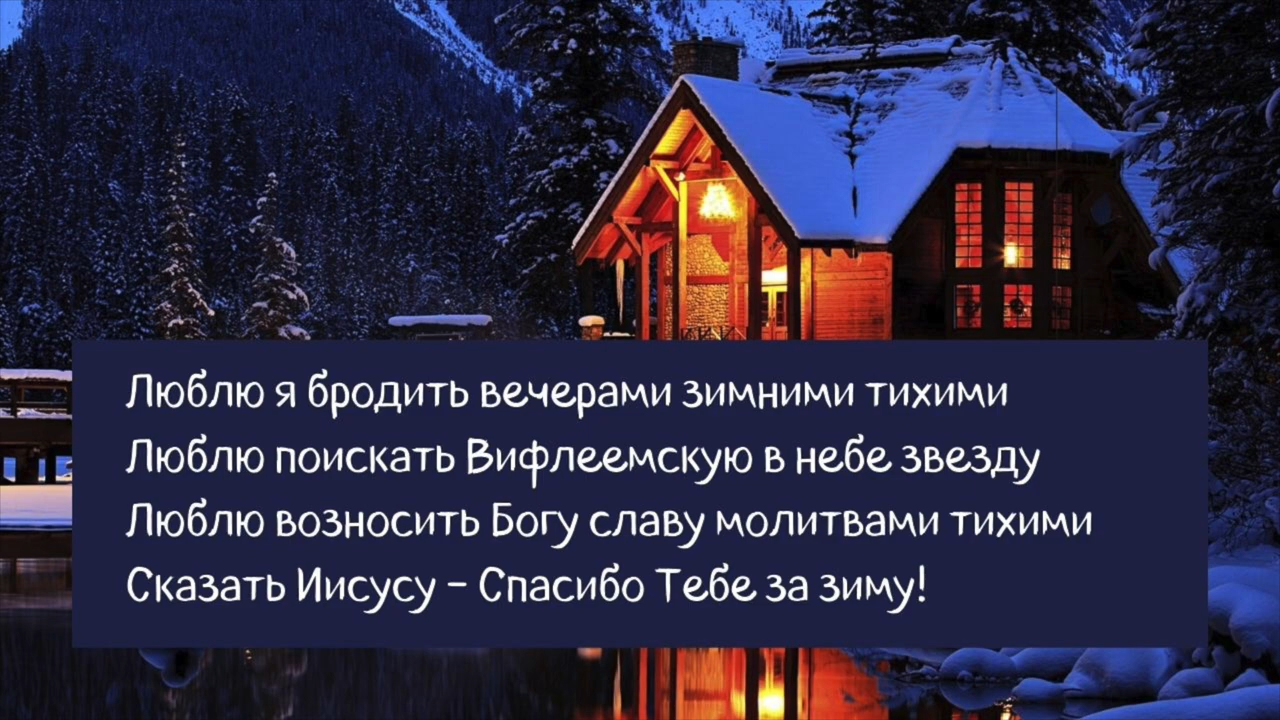 Люблю я бродить вечерами зимними тихими
Люблю поискать Вифлеемскую в небе звезду
Люблю возносить Богу славу молитвами тихими
Сказать Иисусу – Спасибо Тебе за зиму!